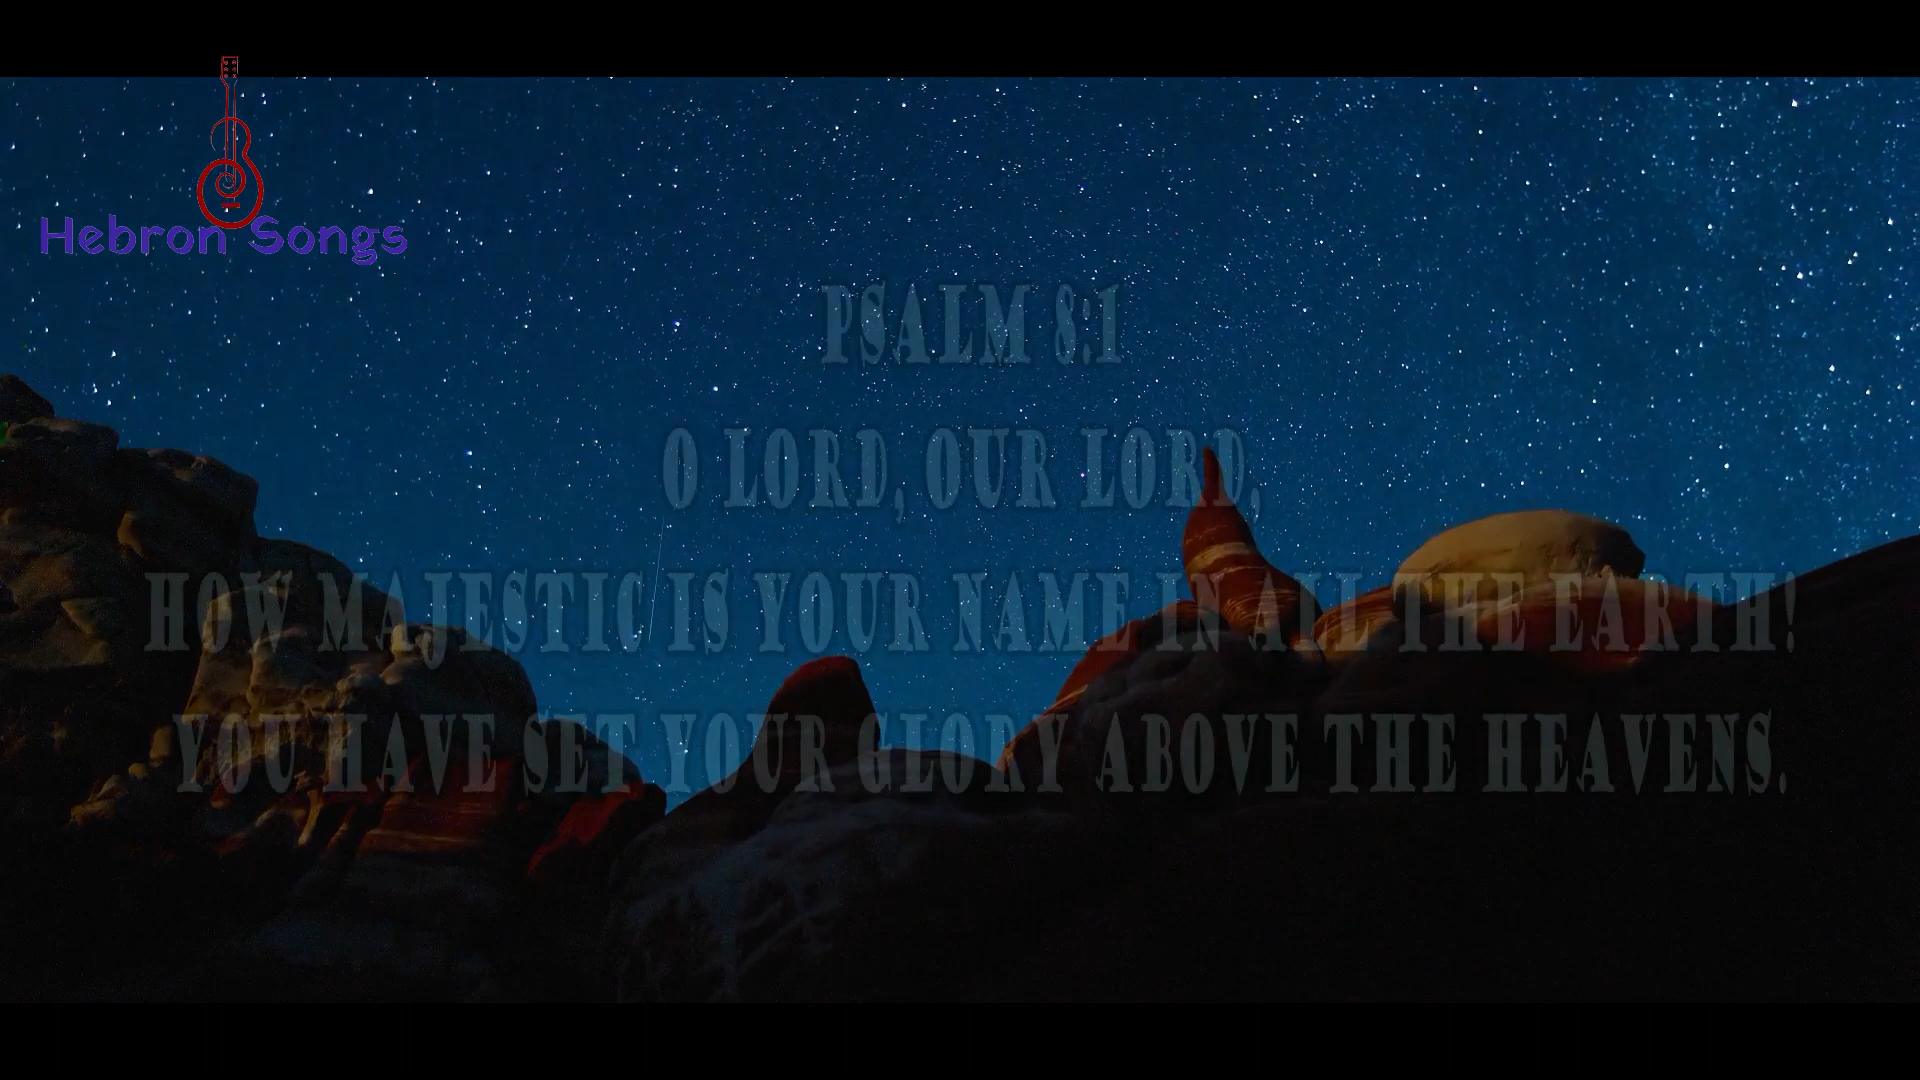 Hebron Songs
PSALM 8:1
O LORD, OUR LORD,
HOW MAJESTIC IS YOUR NAME IN ALL THE EARTH!
YOU HAVE SET YOUR GLORY ABOVE THE HEAVENS.